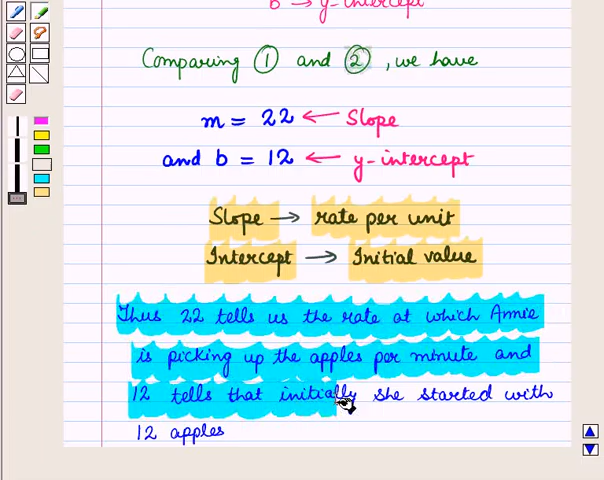 b → y-intercept
Comparing ① and ②, we have
m = 22 ← Slope
and b = 12 ← y-intercept
Slope → rate per unit
Intercept → Initial value
Thus 22 tells us the rate at which Annie
is picking up the apples per minute and
12 tells that initially she started with
12 apples